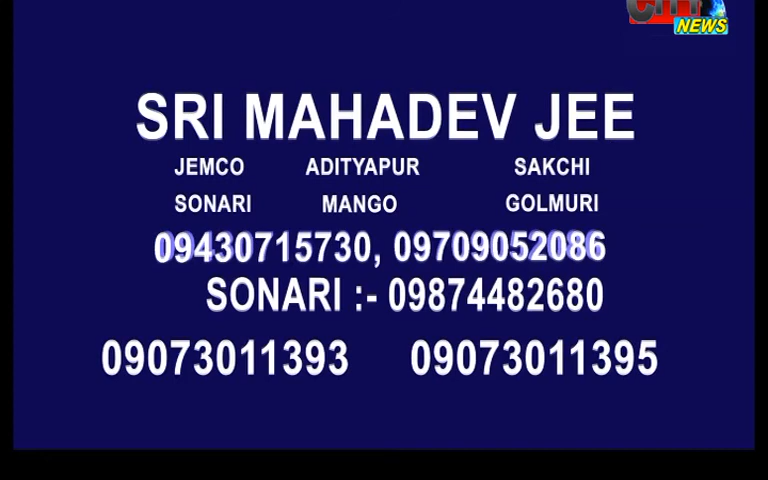 NEWS
SRI MAHADEV JEE
JEMCO ADITYAPUR SAKCHI
SONARI MANGO GOLMURI
09430715730, 09709052086
SONARI :- 09874482680
09073011393 09073011395